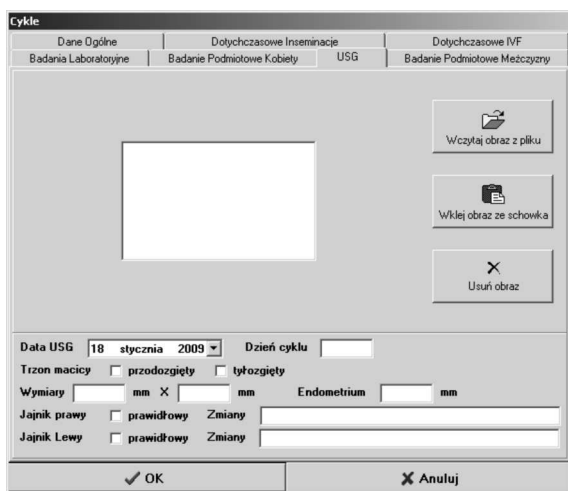 Cykle
Dane Ogólne Dotychczasowe Inseminacje Dotychczasowe IVF
Badania Laboratoryjne Badanie Podmiotowe Kobiety USG Badanie Podmiotowe Meżczyzny
Wczytaj obraz z pliku
Wklej obraz ze schowka
Usuń obraz
Data USG 18 stycznia 2009 Dzień cyklu
Trzon macicy przodozgięty tyłozgięty
Wymiary mm X mm Endometrium mm
Jajnik prawy prawidłowy Zmiany
Jajnik Lewy prawidłowy Zmiany
OK Anuluj